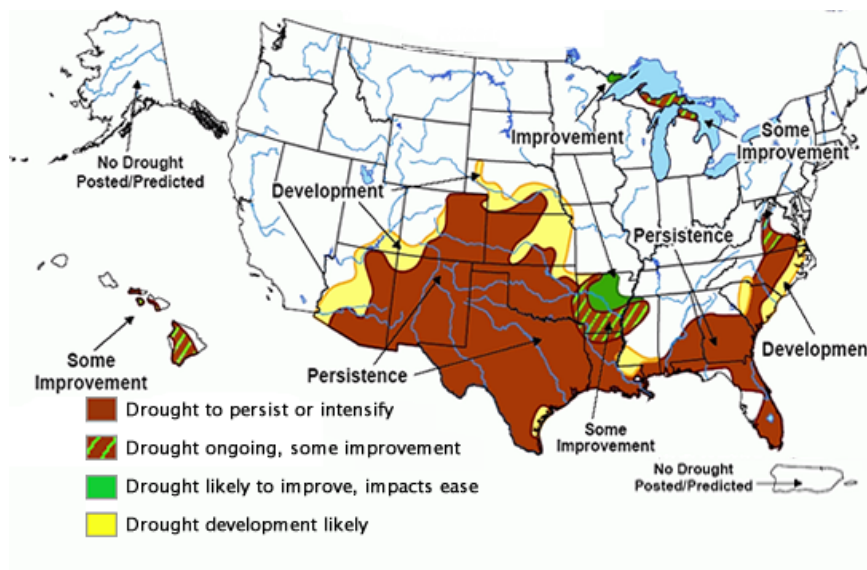 No Drought
Posted/Predicted
Development
Improvement
Some
Improvement
Persistence
Development
Some
Improvement
Persistence
Some
Improvement
No Drought
Posted/Predicted
Drought to persist or intensify
Drought ongoing, some improvement
Drought likely to improve, impacts ease
Drought development likely